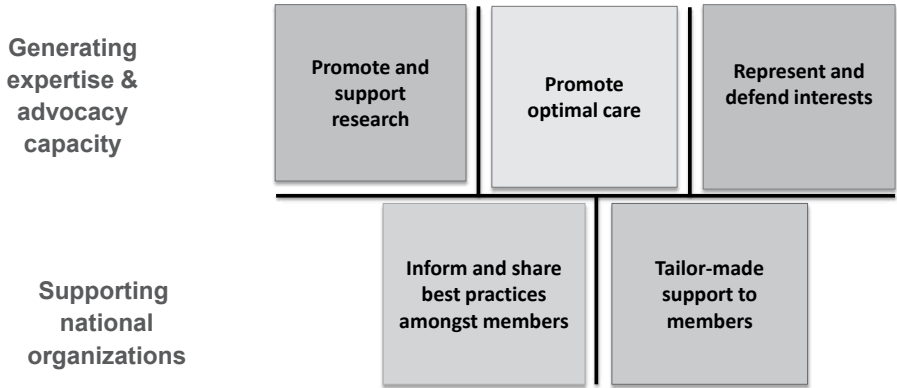 Generating
expertise &
advocacy
capacity
Promote and
support
research
Promote
optimal care
Represent and
defend interests
Supporting
national
organizations
Inform and share
best practices
amongst members
Tailor-made
support to
members